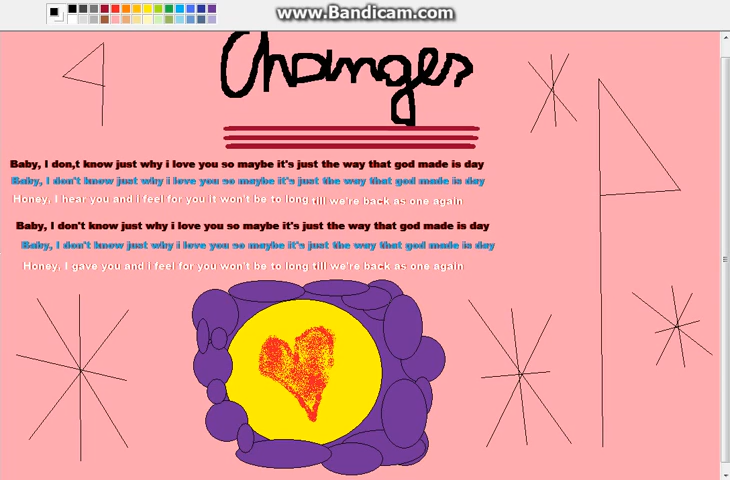 www.Bandicam.com
Changes
Baby, I don,t know just why i love you so maybe it's just the way that god made is day
Baby, I don't know just why i love you so maybe it's just the way that god made is day
Honey, I hear you and i feel for you it won't be to long till we're back as one again
Baby, I don't know just why i love you so maybe it's just the way that god made is day
Baby, I don't know just why i love you so maybe it's just the way that god made is day
Honey, I gave you and i feel for you won't be to long till we're back as one again